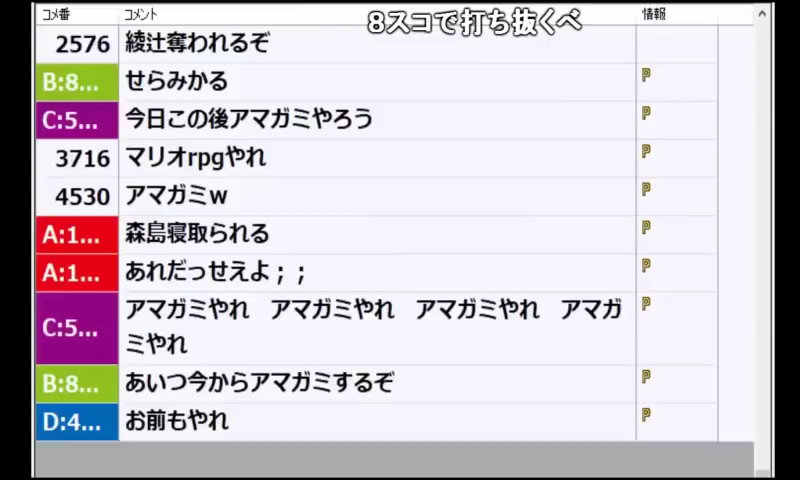 コメ番 コメント 情報
8スコで打ち抜くべ
2576 綾辻奪われるぞ
B:8... せらみかる P
C:5... 今日この後アマガミやろう P
3716 マリオrpgやれ P
4530 アマガミw P
A:1... 森島寝取られる P
A:1... あれだっせえよ；； P
C:5... アマガミやれ　アマガミやれ　アマガミやれ　アマガ P
ミやれ
B:8... あいつ今からアマガミするぞ P
D:4... お前もやれ P